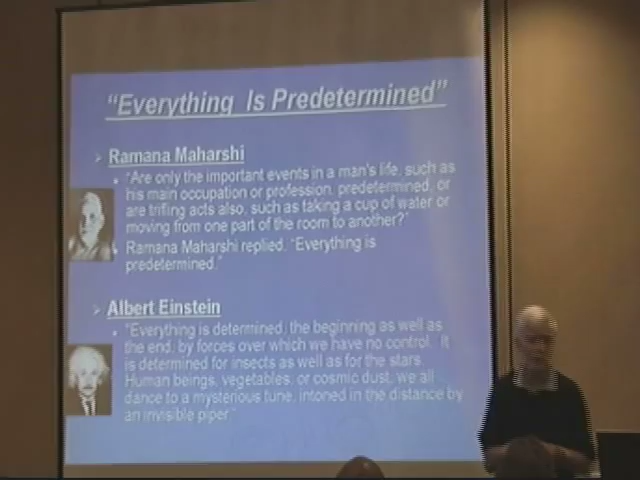 "Everything Is Predetermined"
Ramana Maharshi
"Are only the important events in a man's life, such as
his main occupation or profession, predetermined, or
are trifling acts also, such as taking a cup of water or
moving from one part of the room to another?"
Ramana Maharshi replied, "Everything is
predetermined."
Albert Einstein
"Everything is determined, the beginning as well as
the end, by forces over which we have no control. It
is determined for insects as well as for the stars.
Human beings, vegetables, or cosmic dust, we all
dance to a mysterious tune, intoned in the distance by
an invisible piper"